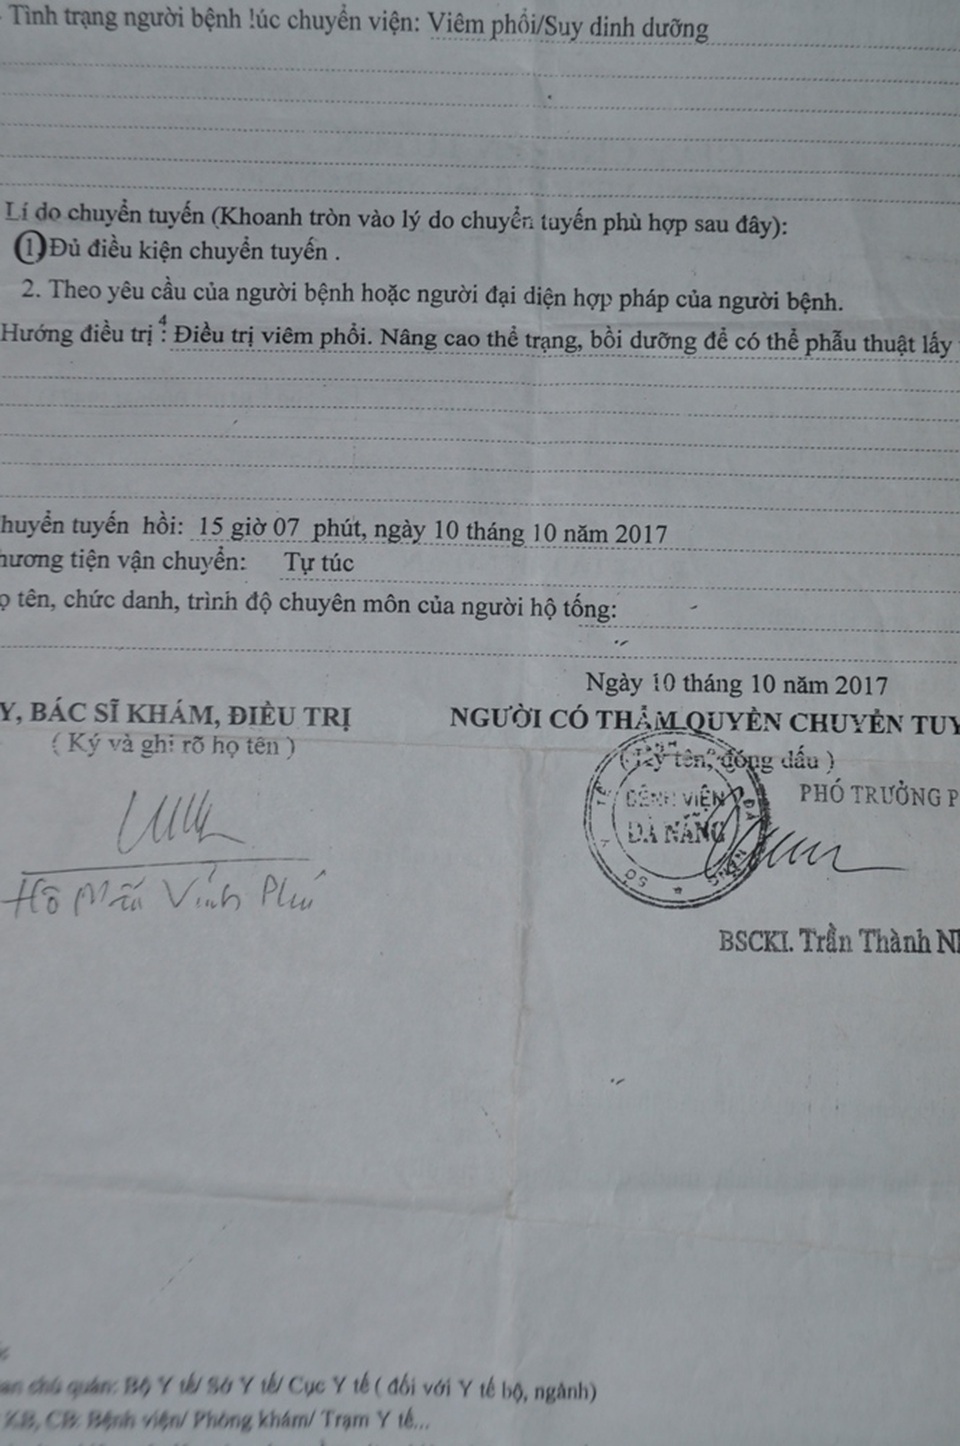 Tình trạng người bệnh lúc chuyển viện: Viêm phổi/Suy dinh dưỡng
Lí do chuyển tuyến (Khoanh tròn vào lý do chuyển tuyến phù hợp sau đây):
1 Đủ điều kiện chuyển tuyến .
2. Theo yêu cầu của người bệnh hoặc người đại diện hợp pháp của người bệnh.
Hướng điều trị : Điều trị viêm phổi. Nâng cao thể trạng, bồi dưỡng để có thể phẫu thuật lấy
huyển tuyến hồi: 15 giờ 07 phút, ngày 10 tháng 10 năm 2017
hương tiện vận chuyển: Tự túc
ọ tên, chức danh, trình độ chuyên môn của người hộ tống: -
Ngày 10 tháng 10 năm 2017
Y, BÁC SĨ KHÁM, ĐIỀU TRỊ NGƯỜI CÓ THẨM QUYỀN CHUYỂN TUY
( Ký và ghi rõ họ tên ) (Ký tên, đóng dấu )
PHÓ TRƯỞNG P
BỆNH VIỆN
ĐÀ NẴNG
Hồ Mẫn Vĩnh Phú
BSCKI. Trần Thành N
an chủ quản: Bộ Y tế/ Sở Y tế/ Cục Y tế ( đối với Y tế bộ, ngành)
KB, CB: Bệnh viện/ Phòng khám/ Trạm Y tế...